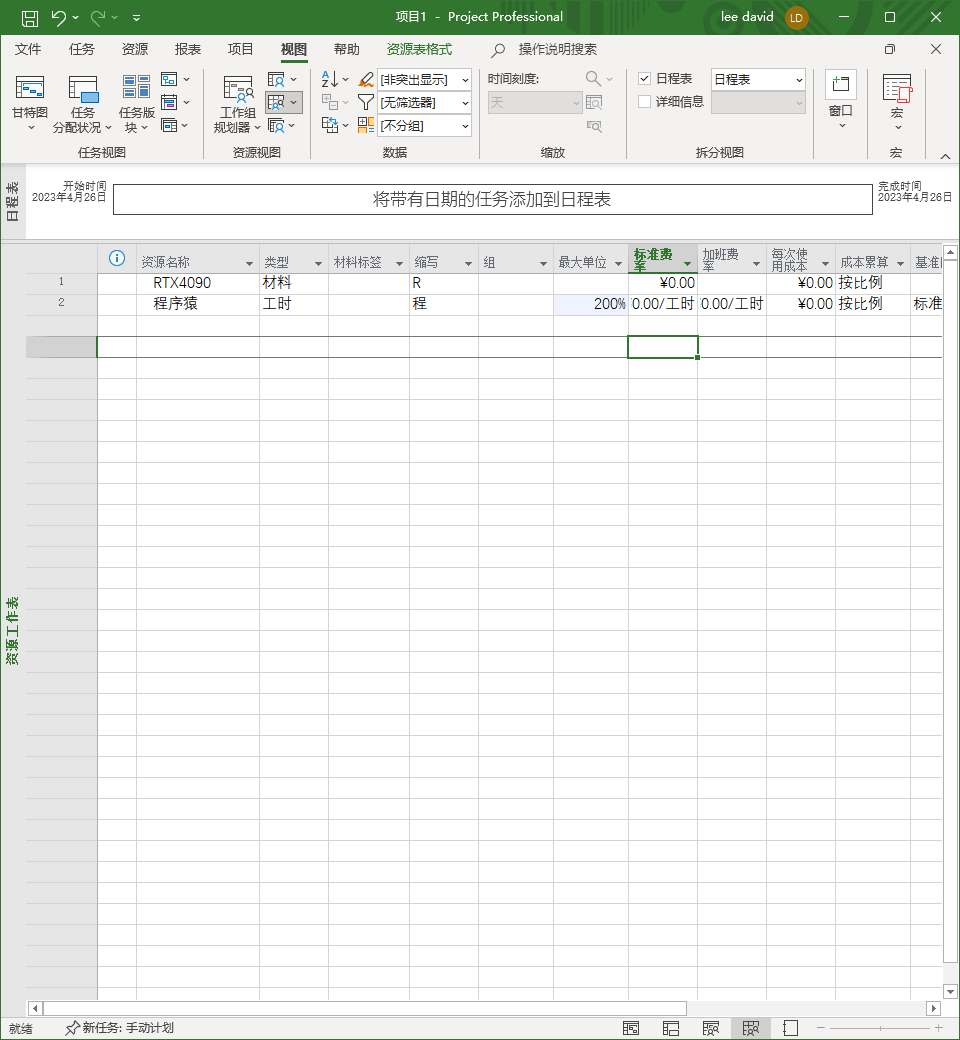 项目1 - Project Professional
lee david LD
文件 任务 资源 报表 项目 视图 帮助 资源表格式 操作说明搜索
甘特图
任务
分配状况
任务版
块
任务视图
工作组
规划器
资源视图
[非突出显示]
[无筛选器]
[不分组]
数据
时间刻度:
天
缩放
日程表 日程表
详细信息
拆分视图
窗口
宏
宏
日程表
开始时间
2023年4月26日
将带有日期的任务添加到日程表
完成时间
2023年4月26日
资源名称 类型 材料标签 缩写 组 最大单位 标准费率 加班费率 每次使用成本 成本累算 基准
1 RTX4090 材料 R ¥0.00 ¥0.00 按比例
2 程序猿 工时 程 200% 0.00/工时 0.00/工时 ¥0.00 按比例 标准
资源工作表
就绪 新任务: 手动计划